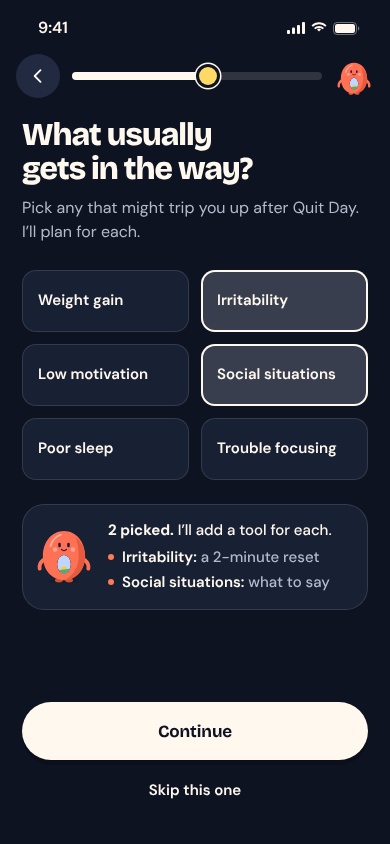 9:41
What usually
gets in the way?
Pick any that might trip you up after Quit Day.
I’ll plan for each.
Weight gain
Irritability
Low motivation
Social situations
Poor sleep
Trouble focusing
2 picked. I’ll add a tool for each.
Irritability: a 2-minute reset
Social situations: what to say
Continue
Skip this one